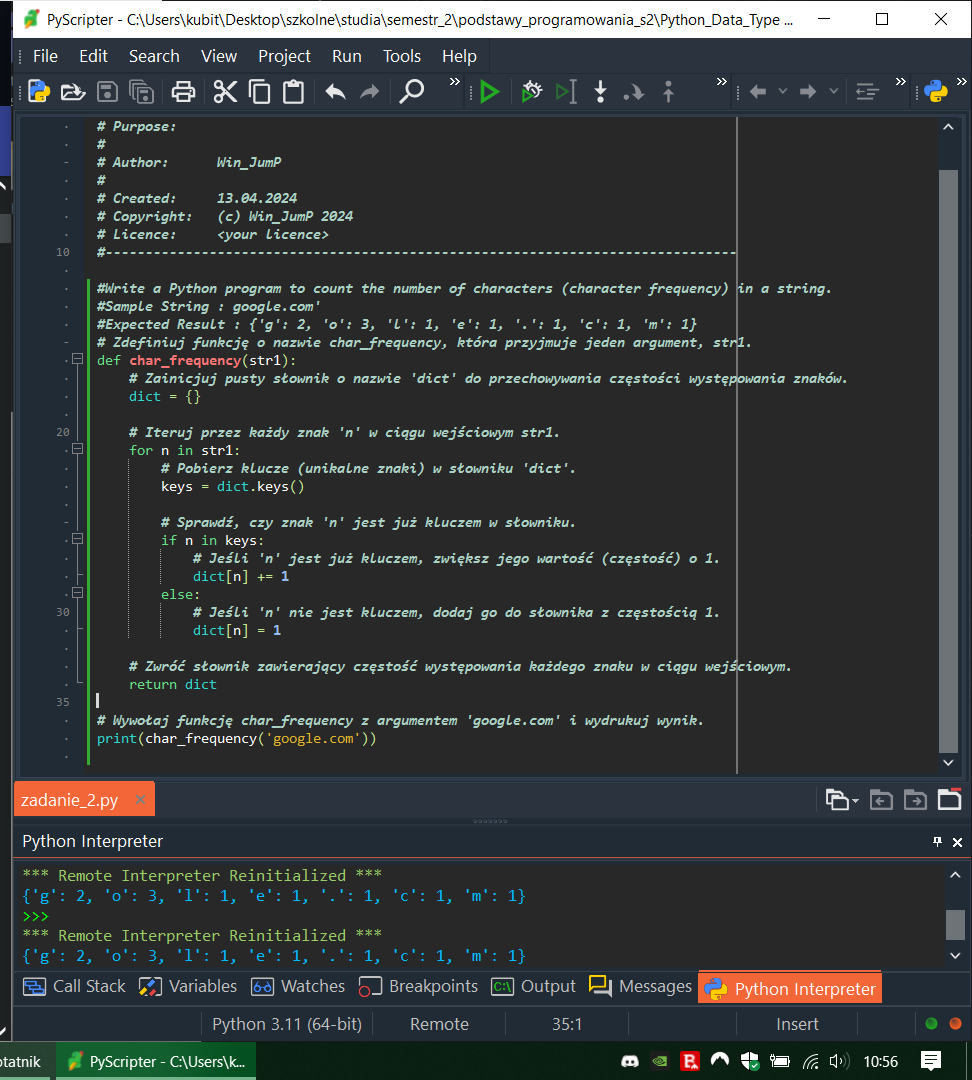 PyScripter - C:\Users\kubit\Desktop\szkolne\studia\semestr_2\podstawy_programowania_s2\Python_Data_Type ...
File Edit Search View Project Run Tools Help
# Purpose:
#
# Author:      Win_JumP
#
# Created:     13.04.2024
# Copyright:   (c) Win_JumP 2024
# Licence:     <your licence>
10 #-------------------------------------------------------------------------------
#Write a Python program to count the number of characters (character frequency) in a string.
#Sample String : google.com'
#Expected Result : {'g': 2, 'o': 3, 'l': 1, 'e': 1, '.': 1, 'c': 1, 'm': 1}
# Zdefiniuj funkcję o nazwie char_frequency, która przyjmuje jeden argument, str1.
def char_frequency(str1):
    # Zainicjuj pusty słownik o nazwie 'dict' do przechowywania częstości występowania znaków.
    dict = {}
20     # Iteruj przez każdy znak 'n' w ciągu wejściowym str1.
    for n in str1:
        # Pobierz klucze (unikalne znaki) w słowniku 'dict'.
        keys = dict.keys()
        # Sprawdź, czy znak 'n' jest już kluczem w słowniku.
        if n in keys:
            # Jeśli 'n' jest już kluczem, zwiększ jego wartość (częstość) o 1.
            dict[n] += 1
        else:
30             # Jeśli 'n' nie jest kluczem, dodaj go do słownika z częstością 1.
            dict[n] = 1
    # Zwróć słownik zawierający częstość występowania każdego znaku w ciągu wejściowym.
    return dict
35
# Wywołaj funkcję char_frequency z argumentem 'google.com' i wydrukuj wynik.
print(char_frequency('google.com'))
zadanie_2.py
Python Interpreter
*** Remote Interpreter Reinitialized ***
{'g': 2, 'o': 3, 'l': 1, 'e': 1, '.': 1, 'c': 1, 'm': 1}
>>>
*** Remote Interpreter Reinitialized ***
{'g': 2, 'o': 3, 'l': 1, 'e': 1, '.': 1, 'c': 1, 'm': 1}
Call Stack Variables Watches Breakpoints Output Messages Python Interpreter
Python 3.11 (64-bit) Remote 35:1 Insert
otatnik PyScripter - C:\Users\k... 10:56